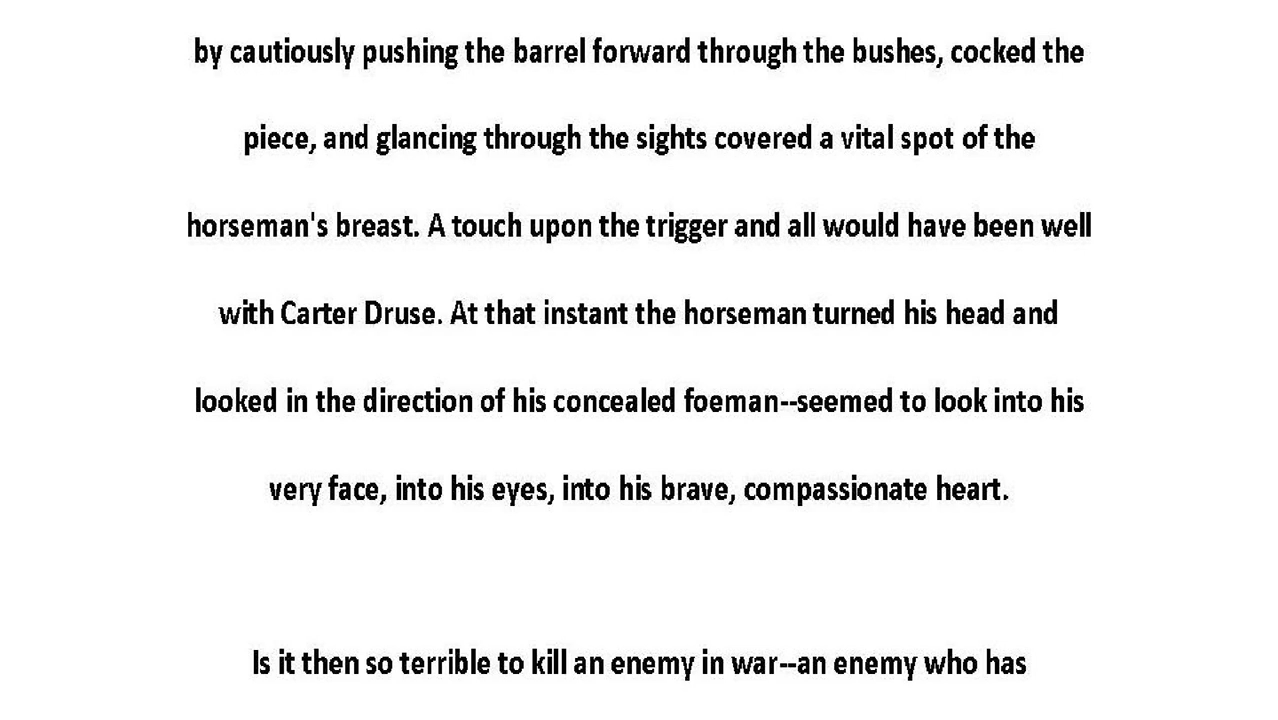 by cautiously pushing the barrel forward through the bushes, cocked the
piece, and glancing through the sights covered a vital spot of the
horseman's breast. A touch upon the trigger and all would have been well
with Carter Druse. At that instant the horseman turned his head and
looked in the direction of his concealed foeman--seemed to look into his
very face, into his eyes, into his brave, compassionate heart.
Is it then so terrible to kill an enemy in war--an enemy who has